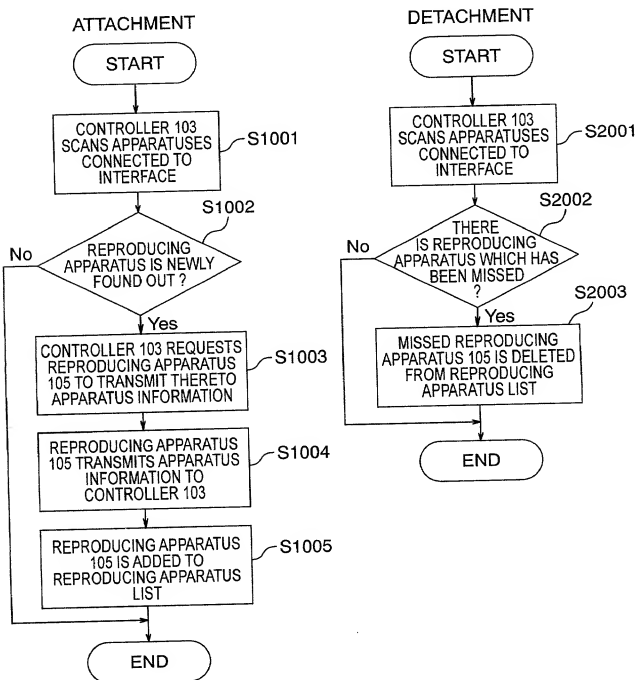 ATTACHMENT
START
CONTROLLER 103
SCANS APPARATUSES
CONNECTED TO
INTERFACE
S1001
S1002
No
REPRODUCING
APPARATUS IS NEWLY
FOUND OUT ?
Yes
CONTROLLER 103 REQUESTS
REPRODUCING APPARATUS
105 TO TRANSMIT THERETO
APPARATUS INFORMATION
S1003
REPRODUCING APPARATUS
105 TRANSMITS APPARATUS
INFORMATION TO
CONTROLLER 103
S1004
REPRODUCING APPARATUS
105 IS ADDED TO
REPRODUCING APPARATUS
LIST
S1005
END
DETACHMENT
START
CONTROLLER 103
SCANS APPARATUSES
CONNECTED TO
INTERFACE
S2001
S2002
No
THERE
IS REPRODUCING
APPARATUS WHICH HAS
BEEN MISSED
?
Yes
S2003
MISSED REPRODUCING
APPARATUS 105 IS DELETED
FROM REPRODUCING
APPARATUS LIST
END